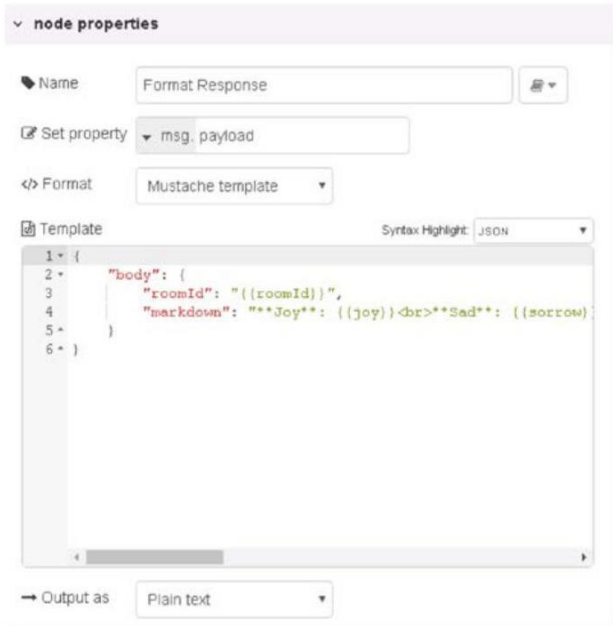 node properties
Name Format Response
Set property msg. payload
</> Format Mustache template
Template Syntax Highlight: JSON
1 {
2 "body": {
3 "roomId": "{{roomId}}",
4 "markdown": "**Joy**: {{joy}}<br>**Sad**: {{sorrow}
5 }
6 }
Output as Plain text